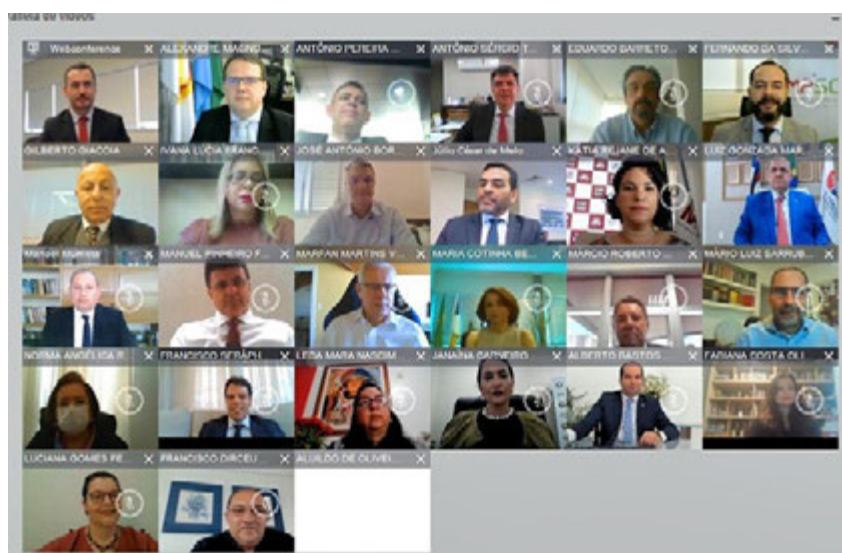 Webconferencia
ALEXANDRE MAGNO...
ANTÔNIO PEREIRA ...
ANTÔNIO SÉRGIO T...
EDUARDO BARRETO...
FERNANDO DA SILV...
GILBERTO GIACOIA
IVANA LÚCIA FRANC...
JOSÉ ANTÔNIO BOR...
Júlio César de Melo
KÁTIA REJANE DE A...
LUIZ GONZAGA MAR...
MANUEL PINHEIRO F...
MARFAN MARTINS V...
MARIA COTINHA BE...
MÁRCIO ROBERTO ...
MÁRIO LUIZ SARRUB...
NORMA ANGÉLICA R...
FRANCISCO SERÁPH...
LEDA MARA NASCIM...
JANAÍNA CARNEIRO...
ALBERTO BASTOS ...
FABIANA COSTA OLI...
LUCIANA GOMES FE...
FRANCISCO DIRCEU ...
ALUILDO DE OLIVEI...